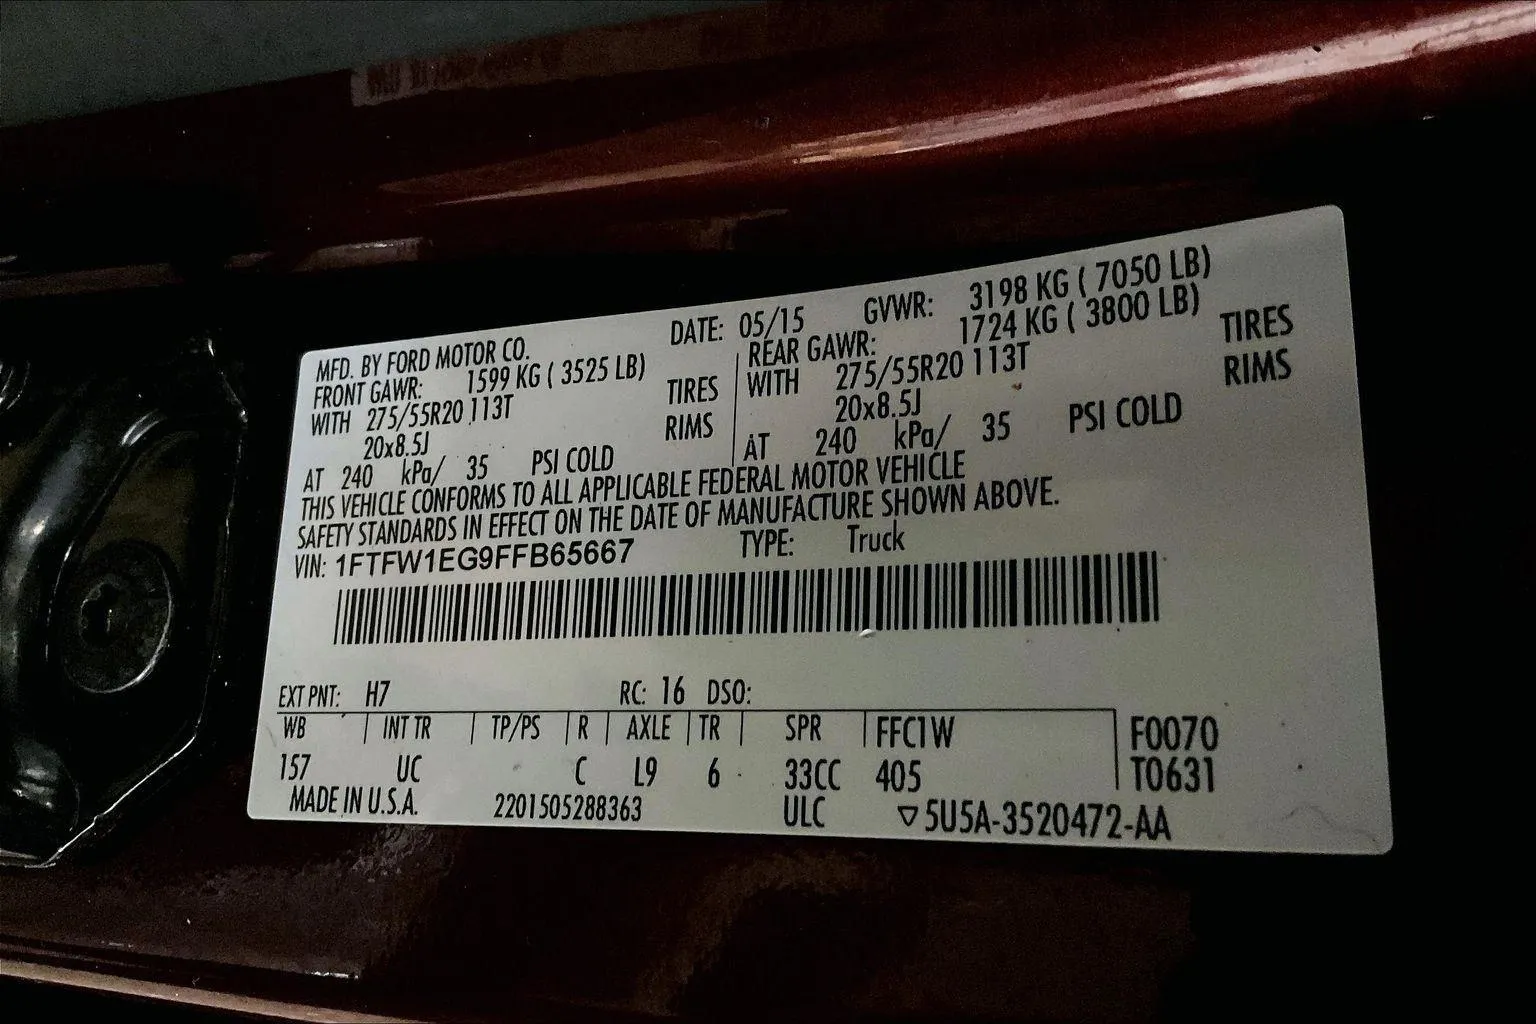 MFD. BY FORD MOTOR CO. DATE: 05/15 GVWR: 3198 KG ( 7050 LB)
FRONT GAWR: 1599 KG ( 3525 LB) REAR GAWR: 1724 KG ( 3800 LB)
WITH 275/55R20 113T TIRES WITH 275/55R20 113T TIRES
20x8.5J RIMS 20x8.5J RIMS
AT 240 kPa/ 35 PSI COLD AT 240 kPa/ 35 PSI COLD
THIS VEHICLE CONFORMS TO ALL APPLICABLE FEDERAL MOTOR VEHICLE
SAFETY STANDARDS IN EFFECT ON THE DATE OF MANUFACTURE SHOWN ABOVE.
VIN: 1FTFW1EG9FFB65667 TYPE: Truck
EXT PNT: H7 RC: 16 DSO:
WB INT TR TP/PS R AXLE TR SPR FFC1W F0070
157 UC C L9 6 33CC 405 T0631
MADE IN U.S.A. 2201505288363 ULC ▽5U5A-3520472-AA